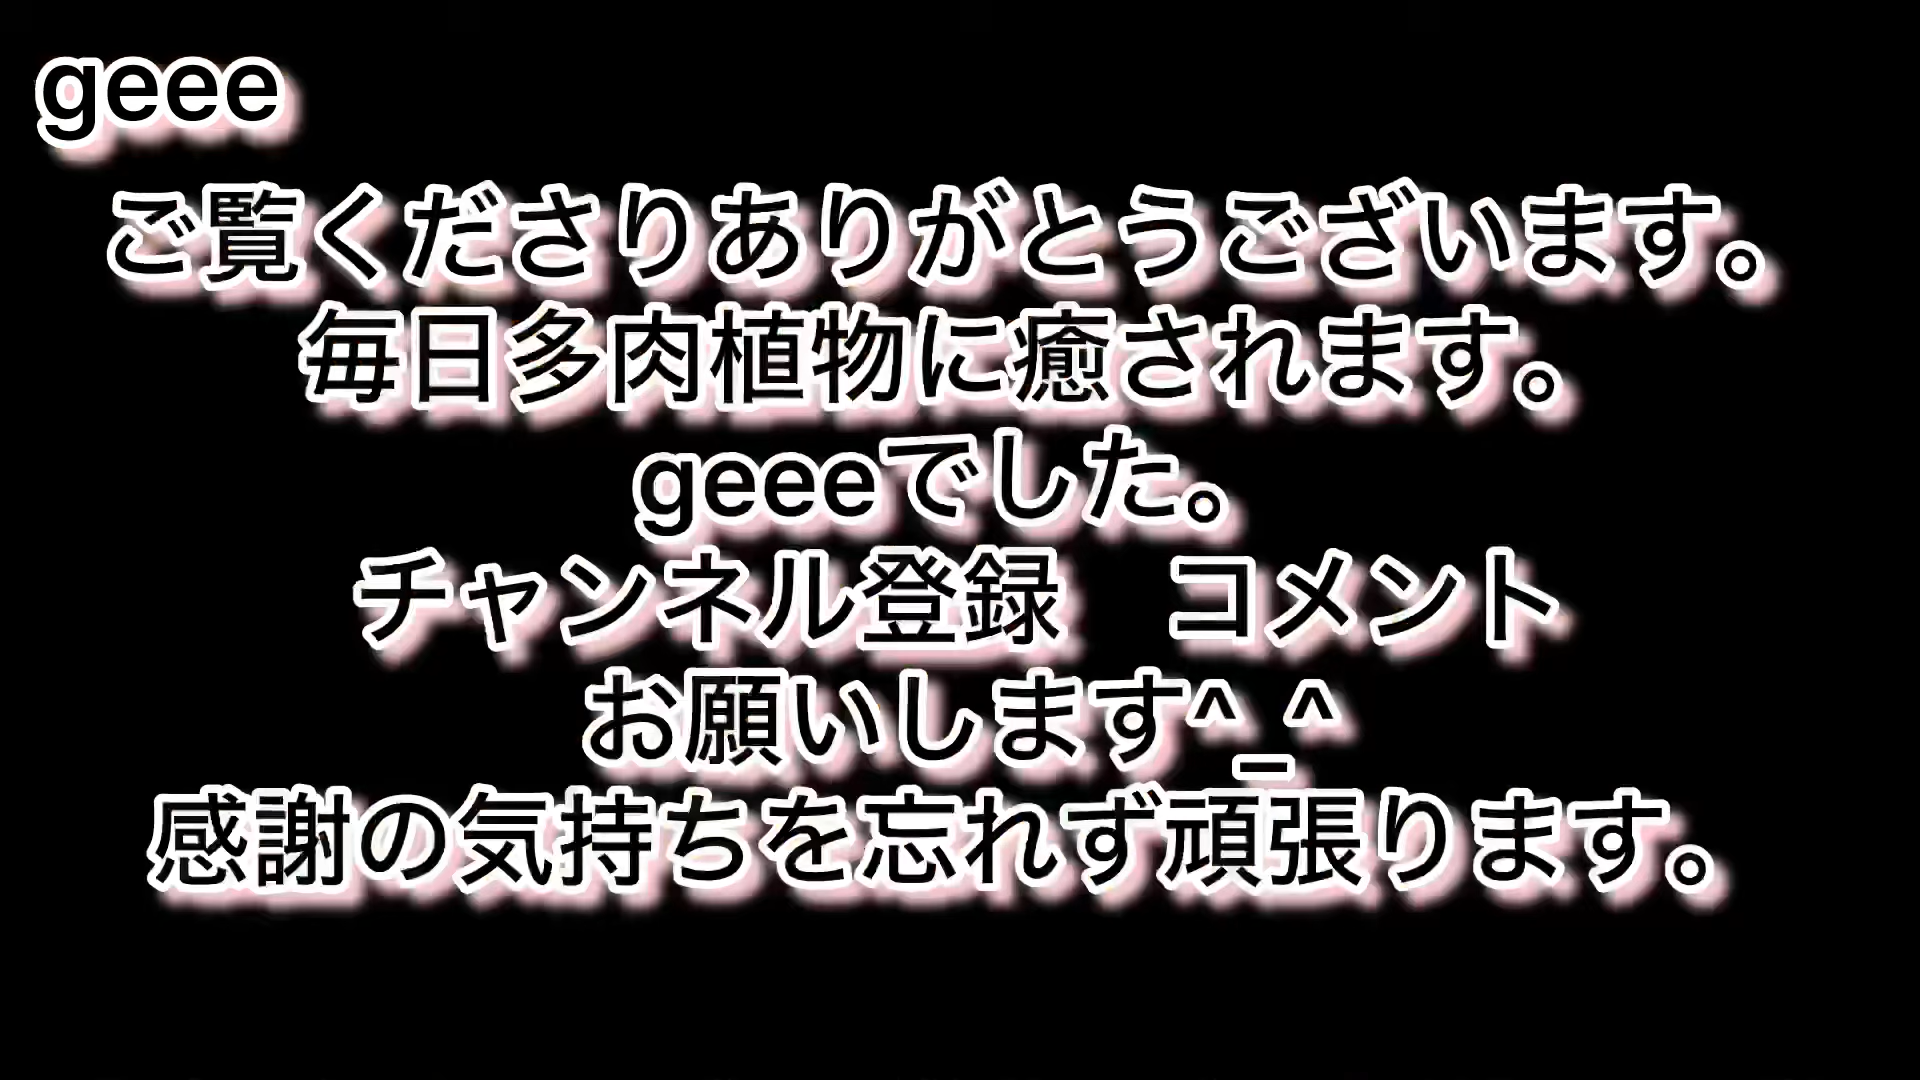 geee
ご覧くださりありがとうございます。
毎日多肉植物に癒されます。
geeeでした。
チャンネル登録　コメント
お願いします^_^
感謝の気持ちを忘れず頑張ります。